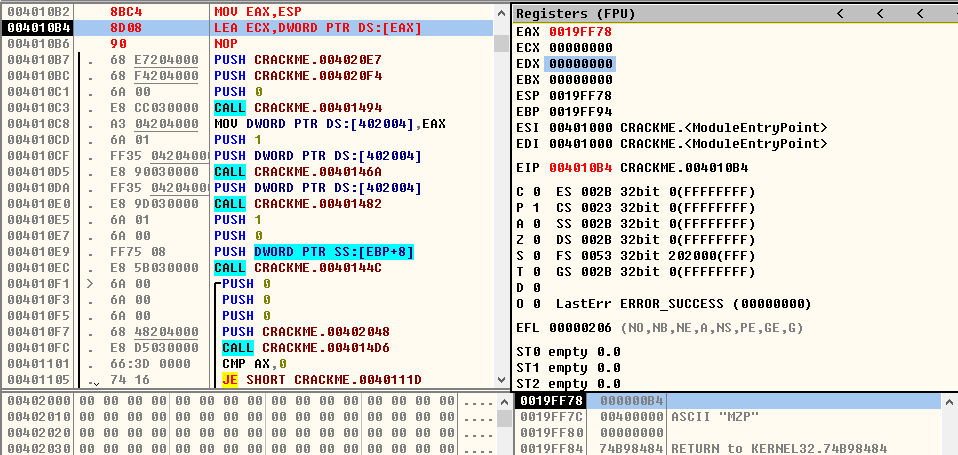 004010B2 8BC4 MOV EAX,ESP
004010B4 8D08 LEA ECX,DWORD PTR DS:[EAX]
004010B6 90 NOP
004010B7 . 68 E7204000 PUSH CRACKME.004020E7
004010BC . 68 F4204000 PUSH CRACKME.004020F4
004010C1 . 6A 00 PUSH 0
004010C3 . E8 CC030000 CALL CRACKME.00401494
004010C8 . A3 04204000 MOV DWORD PTR DS:[402004],EAX
004010CD . 6A 01 PUSH 1
004010CF . FF35 04204000 PUSH DWORD PTR DS:[402004]
004010D5 . E8 90030000 CALL CRACKME.0040146A
004010DA . FF35 04204000 PUSH DWORD PTR DS:[402004]
004010E0 . E8 9D030000 CALL CRACKME.00401482
004010E5 . 6A 01 PUSH 1
004010E7 . 6A 00 PUSH 0
004010E9 . FF75 08 PUSH DWORD PTR SS:[EBP+8]
004010EC . E8 5B030000 CALL CRACKME.0040144C
004010F1 > 6A 00 PUSH 0
004010F3 . 6A 00 PUSH 0
004010F5 . 6A 00 PUSH 0
004010F7 . 68 48204000 PUSH CRACKME.00402048
004010FC . E8 D5030000 CALL CRACKME.004014D6
00401101 . 66:3D 0000 CMP AX,0
00401105 . 74 16 JE SHORT CRACKME.0040111D
Registers (FPU) < < <
EAX 0019FF78
ECX 00000000
EDX 00000000
EBX 00000000
ESP 0019FF78
EBP 0019FF94
ESI 00401000 CRACKME.<ModuleEntryPoint>
EDI 00401000 CRACKME.<ModuleEntryPoint>
EIP 004010B4 CRACKME.004010B4
C 0 ES 002B 32bit 0(FFFFFFFF)
P 1 CS 0023 32bit 0(FFFFFFFF)
A 0 SS 002B 32bit 0(FFFFFFFF)
Z 0 DS 002B 32bit 0(FFFFFFFF)
S 0 FS 0053 32bit 202000(FFF)
T 0 GS 002B 32bit 0(FFFFFFFF)
D 0
O 0 LastErr ERROR_SUCCESS (00000000)
EFL 00000206 (NO,NB,NE,A,NS,PE,GE,G)
ST0 empty 0.0
ST1 empty 0.0
ST2 empty 0.0
00402000 00 00 00 00 00 00 00 00 00 00 00 00 00 00 00 00 ....
00402010 00 00 00 00 00 00 00 00 00 00 00 00 00 00 00 00 ....
00402020 00 00 00 00 00 00 00 00 00 00 00 00 00 00 00 00 ....
00402030 00 00 00 00 00 00 00 00 00 00 00 00 00 00 00 00 ....
0019FF78 000000B4
0019FF7C 00400000 ASCII "MZP"
0019FF80 00000000
0019FF84 74B98484 RETURN to KERNEL32.74B98484